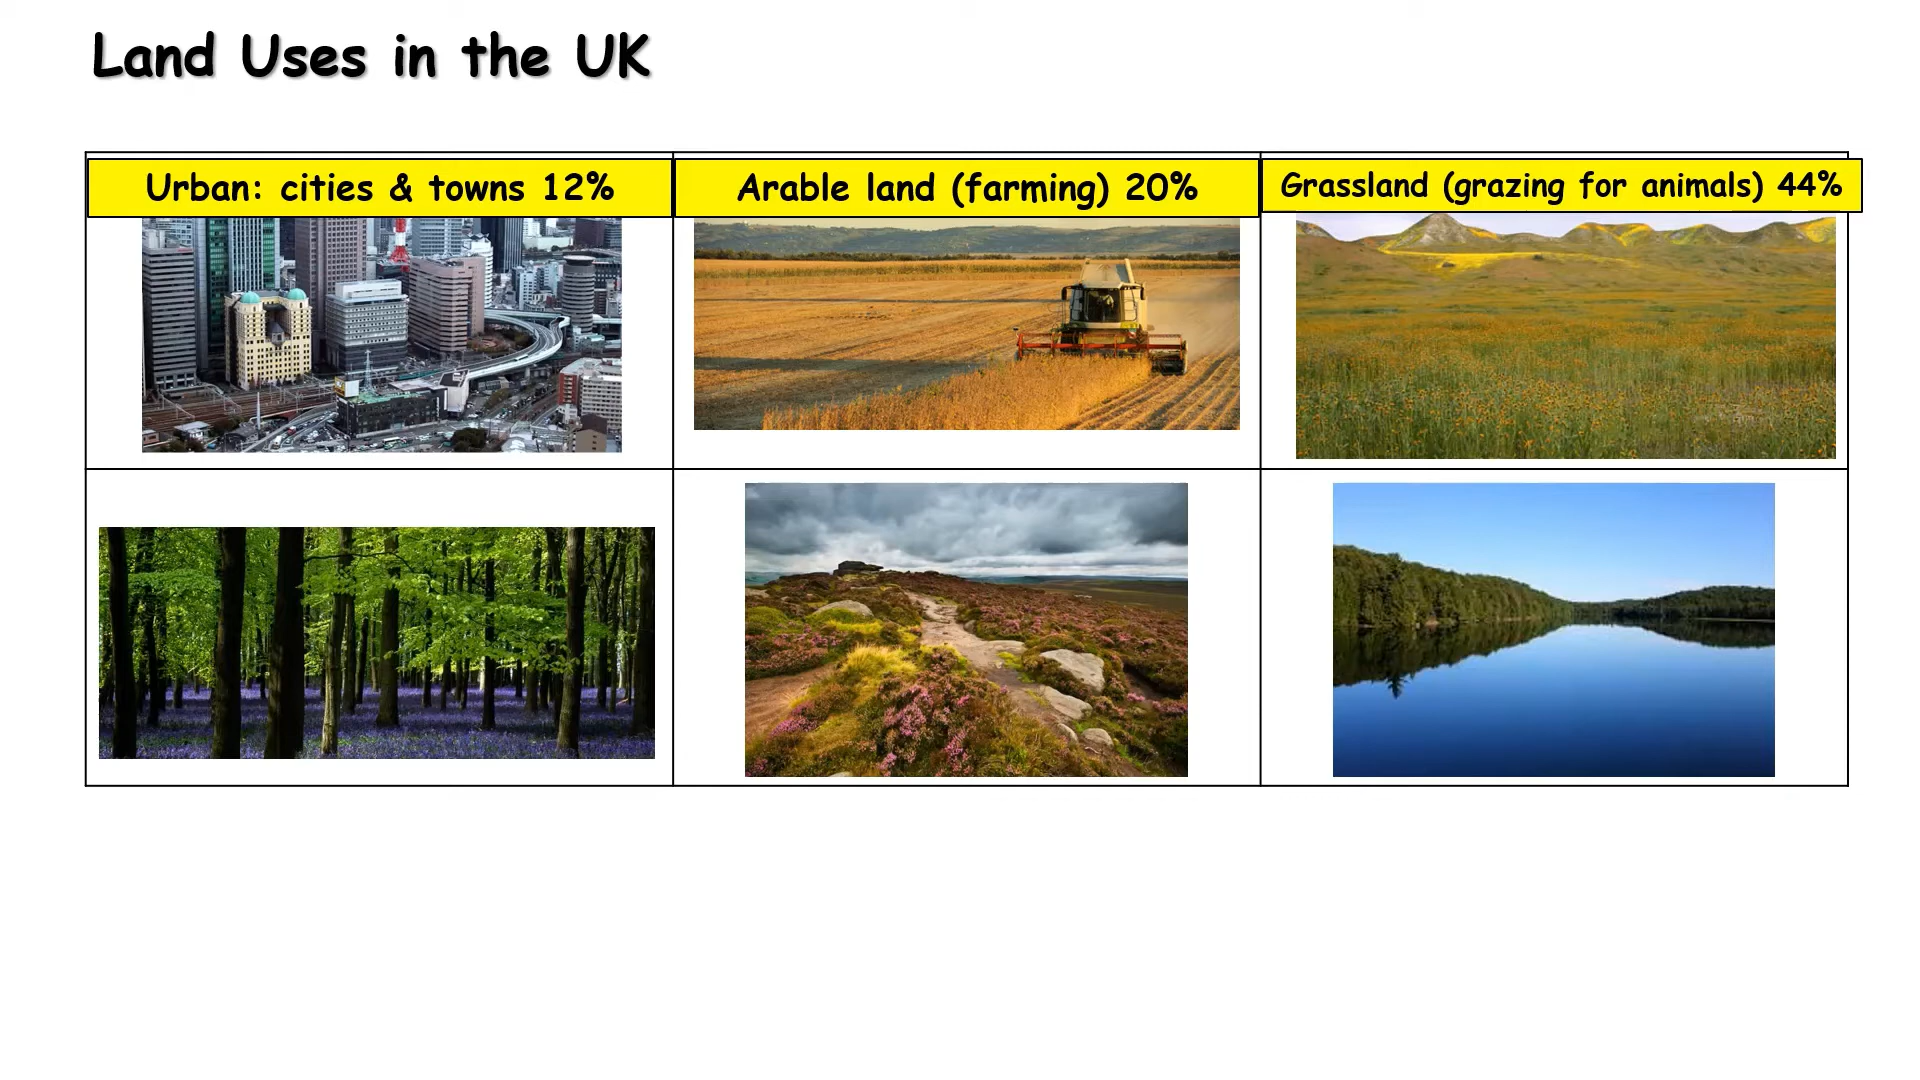 Land Uses in the UK
Urban: cities & towns 12%
Arable land (farming) 20%
Grassland (grazing for animals) 44%